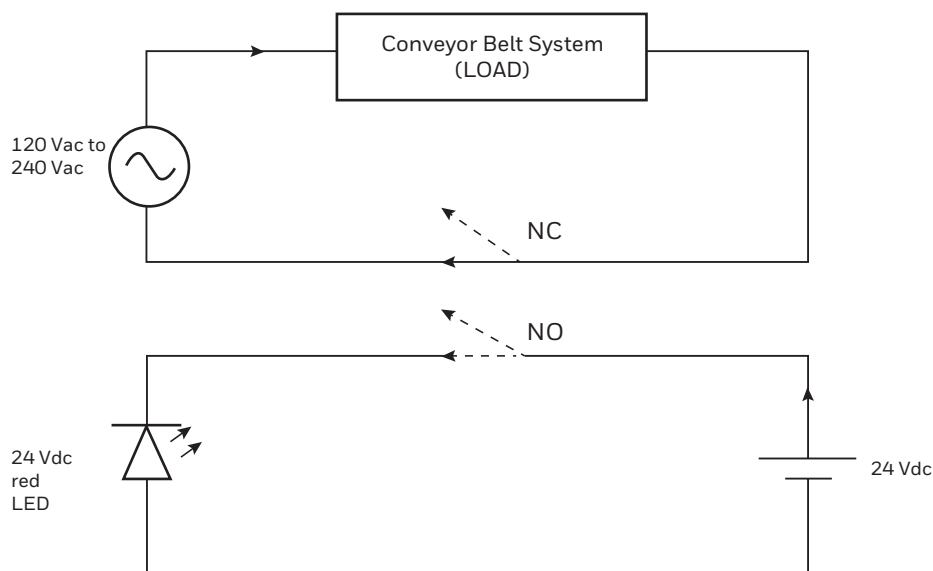 Conveyor Belt System
(LOAD)
120 Vac to
240 Vac
NC
NO
24 Vdc
red
LED
24 Vdc